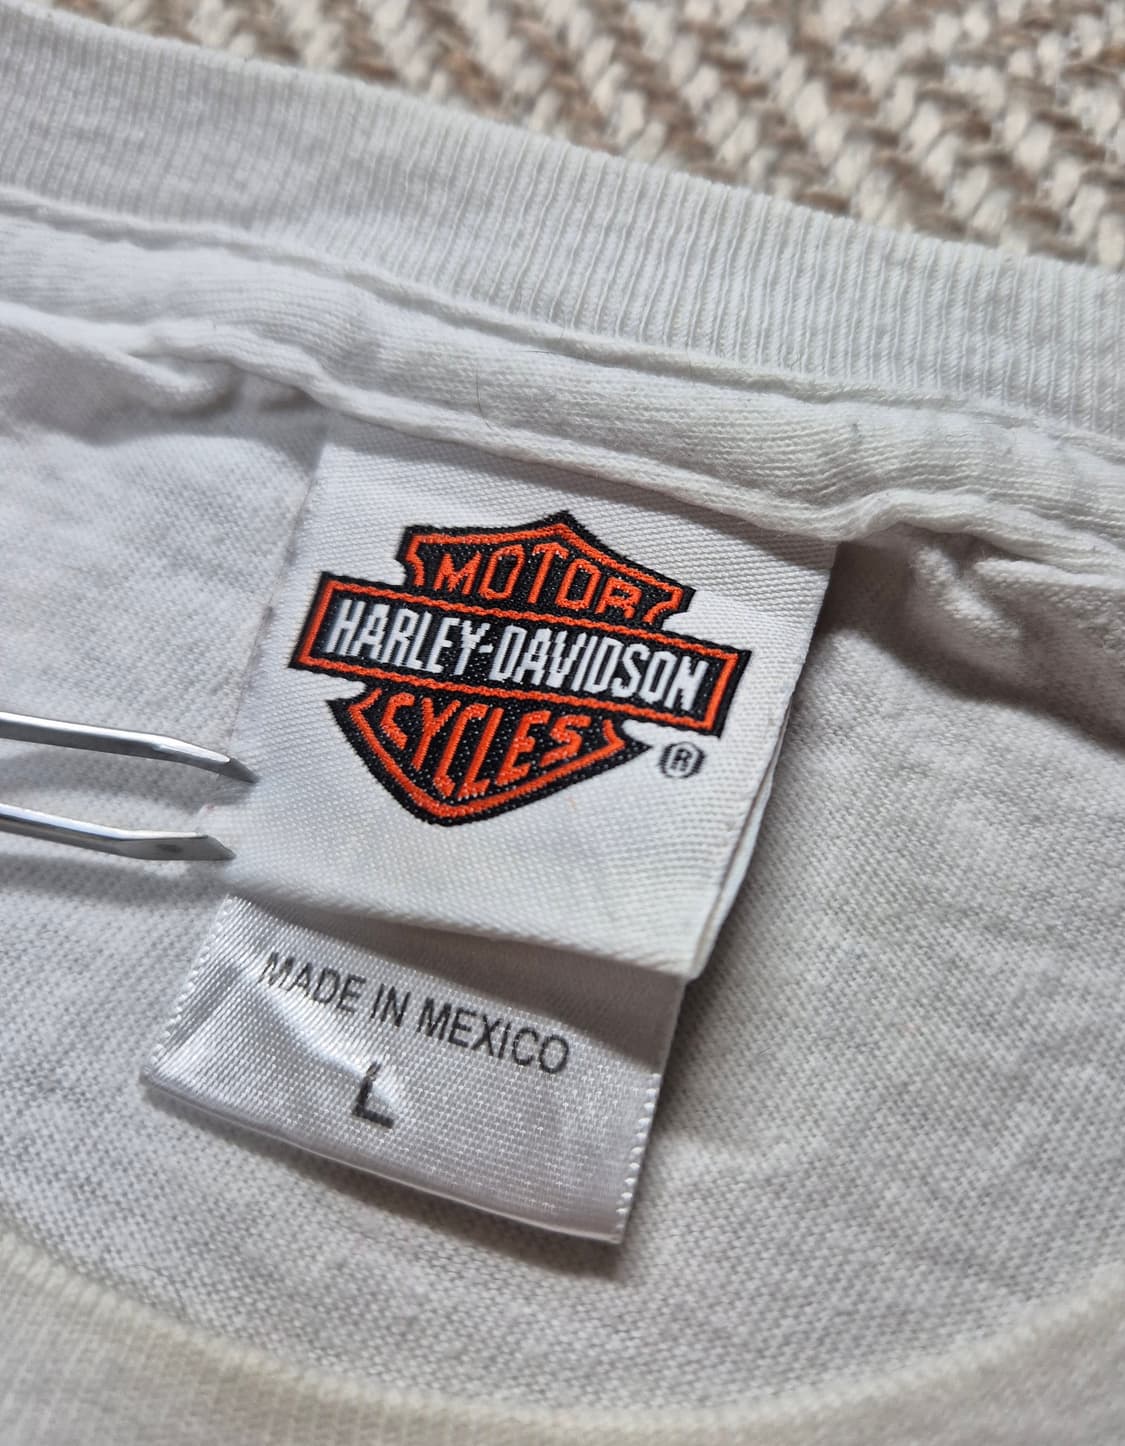 MOTOR
HARLEY-DAVIDSON
CYCLES
®
MADE IN MEXICO
L